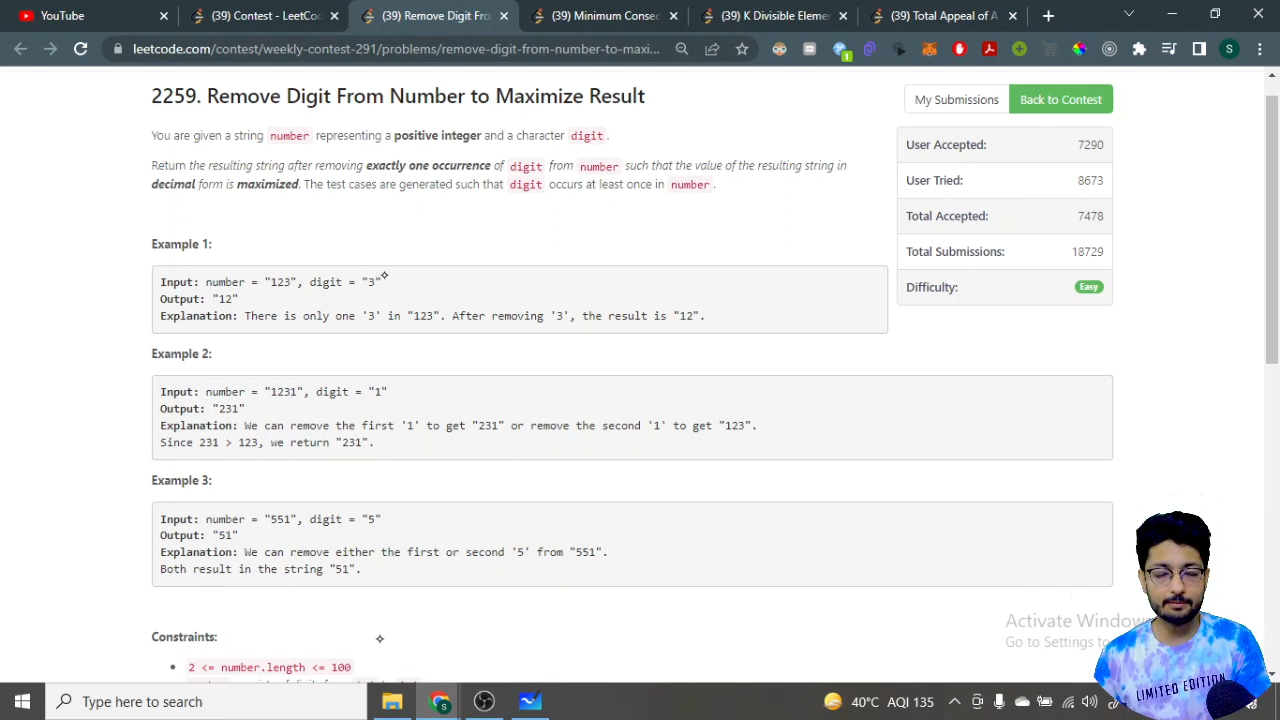 YouTube
(39) Contest - LeetCo
(39) Remove Digit Fro
(39) Minimum Consec
(39) K Divisible Eleme
(39) Total Appeal of A
leetcode.com/contest/weekly-contest-291/problems/remove-digit-from-number-to-maxi...
1
S
2259. Remove Digit From Number to Maximize Result
My Submissions
Back to Contest
You are given a string number representing a positive integer and a character digit.
Return the resulting string after removing exactly one occurrence of digit from number such that the value of the resulting string in
decimal form is maximized. The test cases are generated such that digit occurs at least once in number.
User Accepted: 7290
User Tried: 8673
Total Accepted: 7478
Total Submissions: 18729
Difficulty: Easy
Example 1:
Input: number = "123", digit = "3"
Output: "12"
Explanation: There is only one '3' in "123". After removing '3', the result is "12".
Example 2:
Input: number = "1231", digit = "1"
Output: "231"
Explanation: We can remove the first '1' to get "231" or remove the second '1' to get "123".
Since 231 > 123, we return "231".
Example 3:
Input: number = "551", digit = "5"
Output: "51"
Explanation: We can remove either the first or second '5' from "551".
Both result in the string "51".
Constraints:
2 <= number.length <= 100
Activate Window
Go to Settings to
LIMITED EDITION
Type here to search
40°C AQI 135